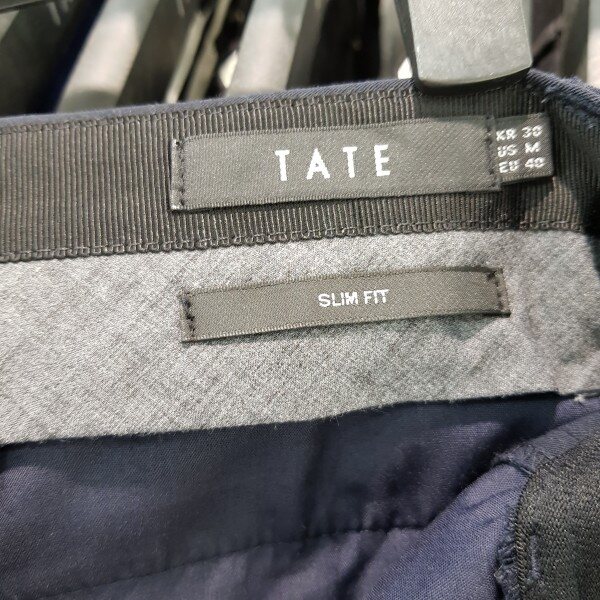 TATE
KR 30
US M
EU 40
SLIM FIT